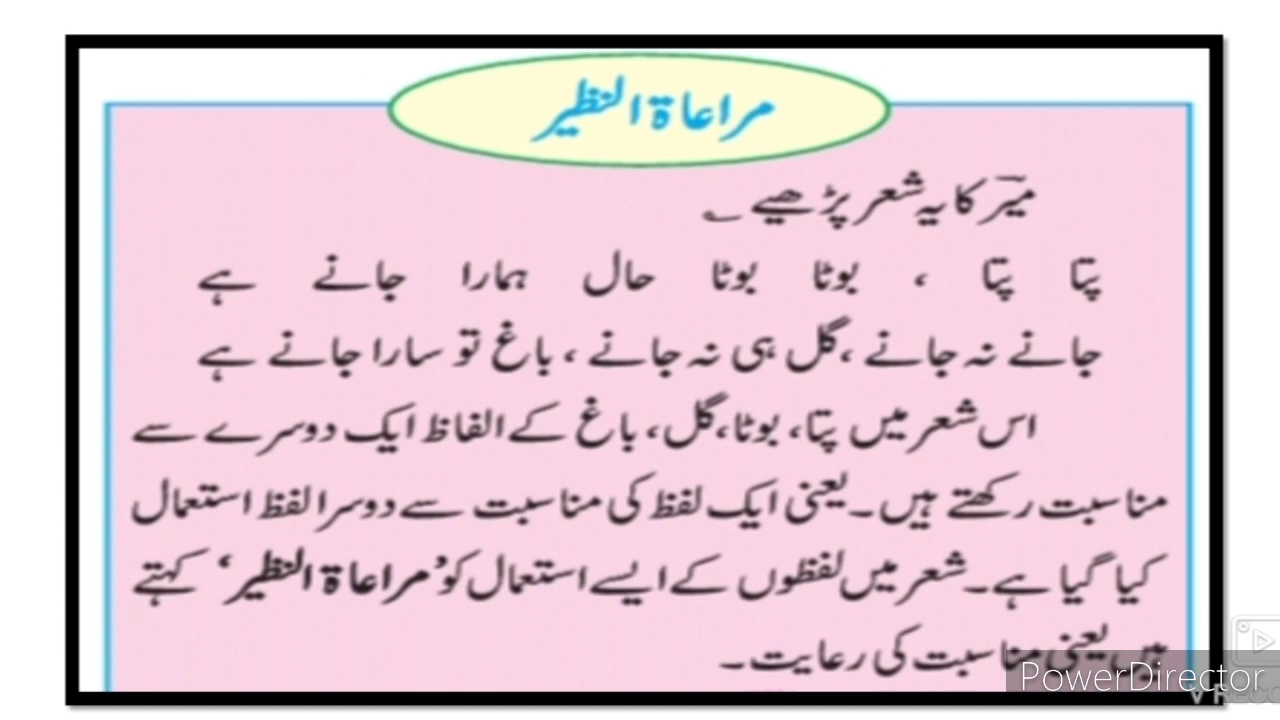 مراعاۃ النظیر
میرؔ کا یہ شعر پڑھیے ؎
پتا پتا ، بوٹا بوٹا حال ہمارا جانے ہے
جانے نہ جانے ،گل ہی نہ جانے ، باغ تو سارا جانے ہے
اس شعر میں پتا، بوٹا،گل، باغ کے الفاظ ایک دوسرے سے
مناسبت رکھتے ہیں۔ یعنی ایک لفظ کی مناسبت سے دوسرا لفظ استعمال
کیا گیا ہے۔ شعر میں لفظوں کے ایسے استعمال کو ’مراعاۃ النظیر‘ کہتے
ہیں یعنی مناسبت کی رعایت۔
PowerDirector